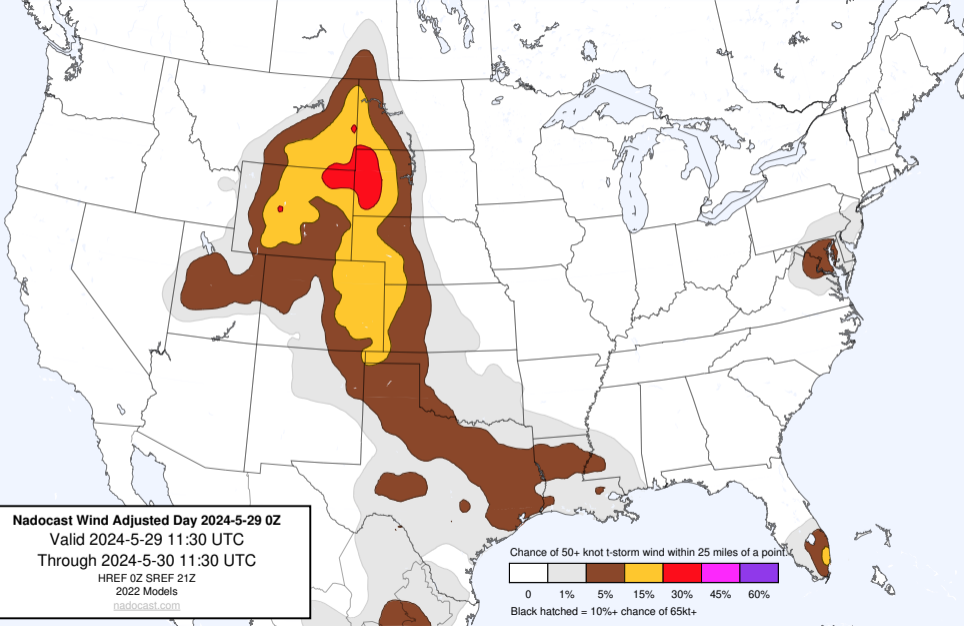 Nadocast Wind Adjusted Day 2024-5-29 0Z
Valid 2024-5-29 11:30 UTC
Through 2024-5-30 11:30 UTC
HREF 0Z SREF 21Z
2022 Models
nadocast.com
Chance of 50+ knot t-storm wind within 25 miles of a point.
0 1% 5% 15% 30% 45% 60%
Black hatched = 10%+ chance of 65kt+